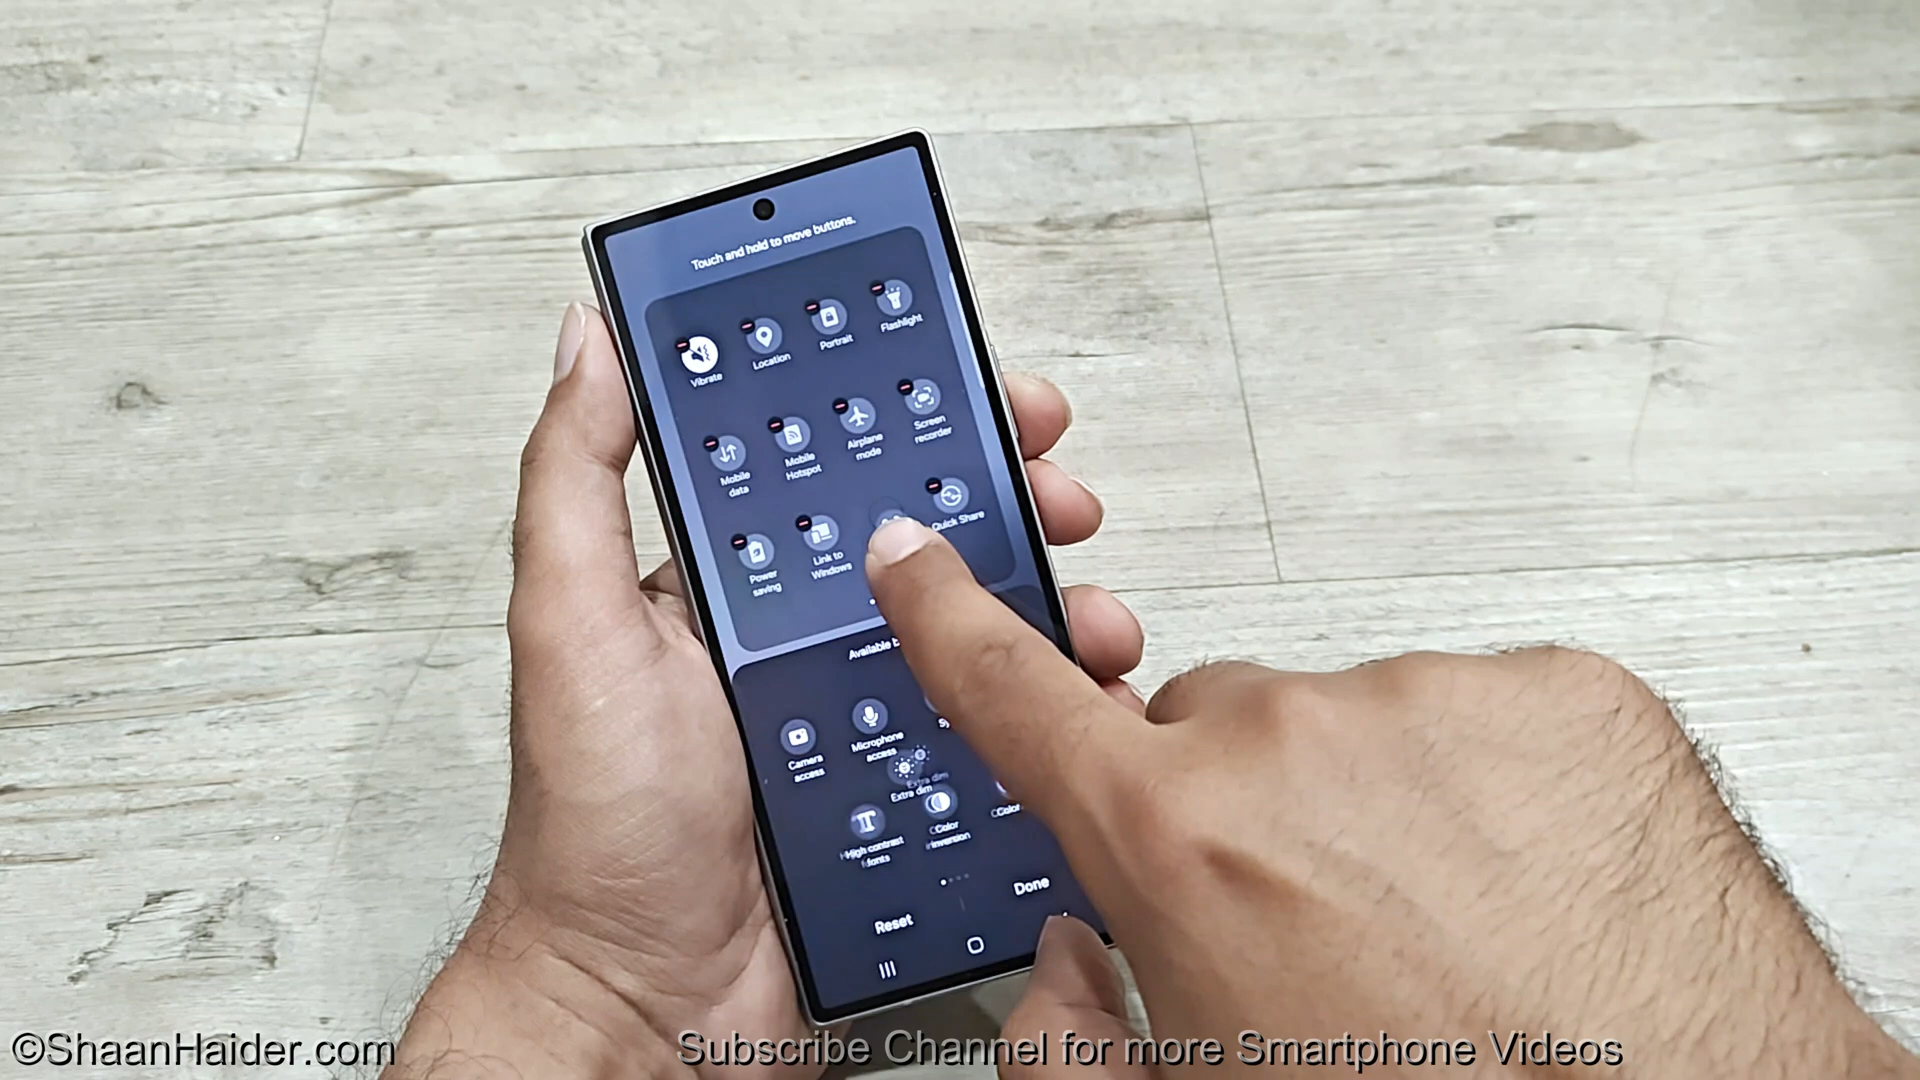 Touch and hold to move buttons.
Vibrate
Location
Portrait
Flashlight
Mobile
data
Mobile
Hotspot
Airplane
mode
Screen
recorder
Power
saving
Link to
Windows
Quick Share
Available
Camera
access
Microphone
access
Extra dim
High contrast
fonts
Color
inversion
Color
Reset
Done
©ShaanHaider.com
Subscribe Channel for more Smartphone Videos